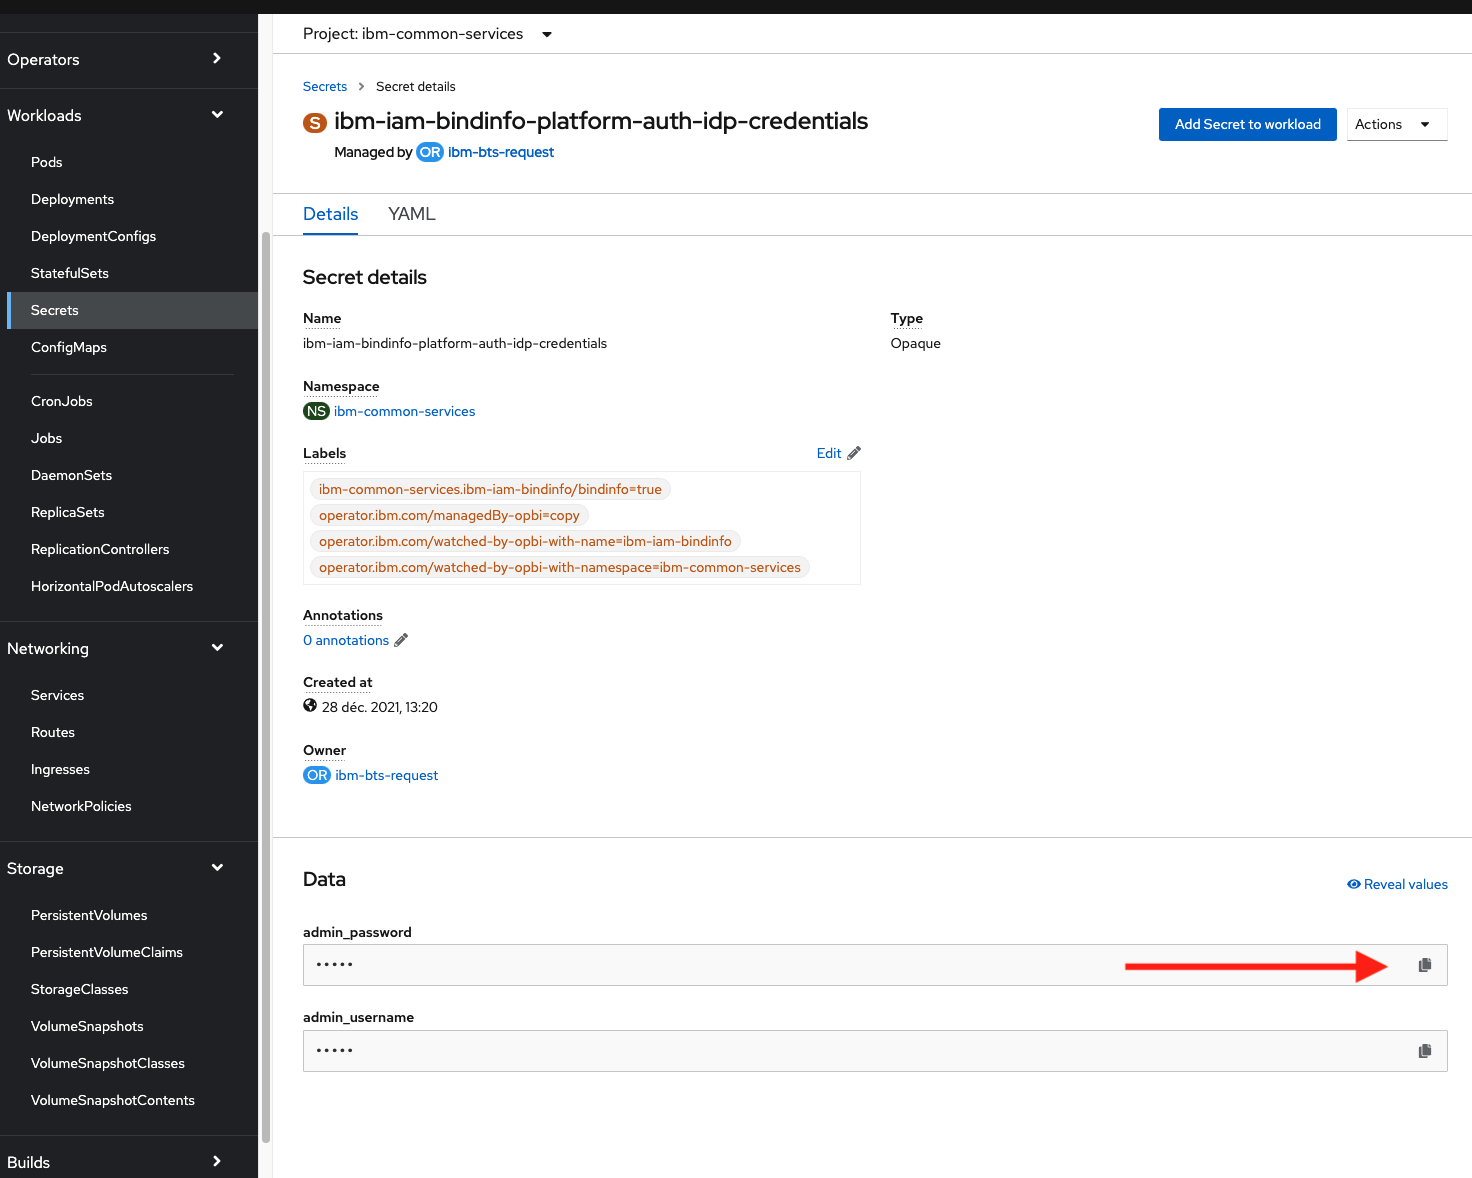 Operators
Workloads
Pods
Deployments
DeploymentConfigs
StatefulSets
Secrets
ConfigMaps
CronJobs
Jobs
DaemonSets
ReplicaSets
ReplicationControllers
HorizontalPodAutoscalers
Networking
Services
Routes
Ingresses
NetworkPolicies
Storage
PersistentVolumes
PersistentVolumeClaims
StorageClasses
VolumeSnapshots
VolumeSnapshotClasses
VolumeSnapshotContents
Builds
Project: ibm-common-services
Secrets > Secret details
S ibm-iam-bindinfo-platform-auth-idp-credentials
Managed by OR ibm-bts-request
Add Secret to workload
Actions
Details YAML
Secret details
Name
ibm-iam-bindinfo-platform-auth-idp-credentials
Type
Opaque
Namespace
NS ibm-common-services
Labels Edit
ibm-common-services.ibm-iam-bindinfo/bindinfo=true
operator.ibm.com/managedBy-opbi=copy
operator.ibm.com/watched-by-opbi-with-name=ibm-iam-bindinfo
operator.ibm.com/watched-by-opbi-with-namespace=ibm-common-services
Annotations
0 annotations
Created at
28 déc. 2021, 13:20
Owner
OR ibm-bts-request
Data
Reveal values
admin_password
•••••
admin_username
•••••